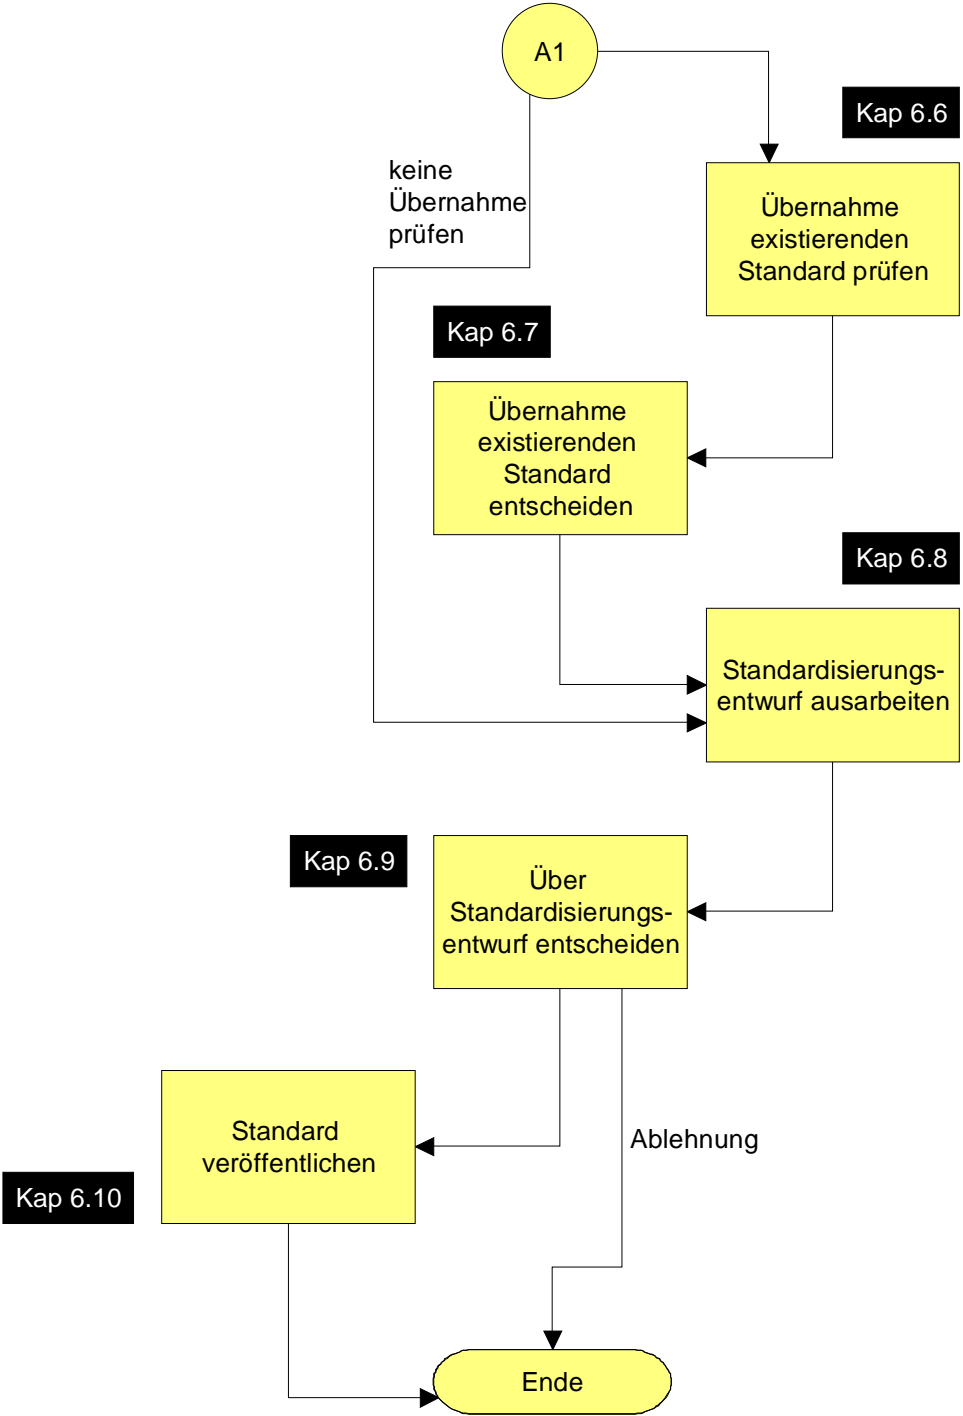 A1
Kap 6.6
keine
Übernahme
prüfen
Übernahme
existierenden
Standard prüfen
Kap 6.7
Übernahme
existierenden
Standard
entscheiden
Kap 6.8
Standardisierungs-
entwurf ausarbeiten
Kap 6.9
Über
Standardisierungs-
entwurf entscheiden
Standard
veröffentlichen
Ablehnung
Kap 6.10
Ende